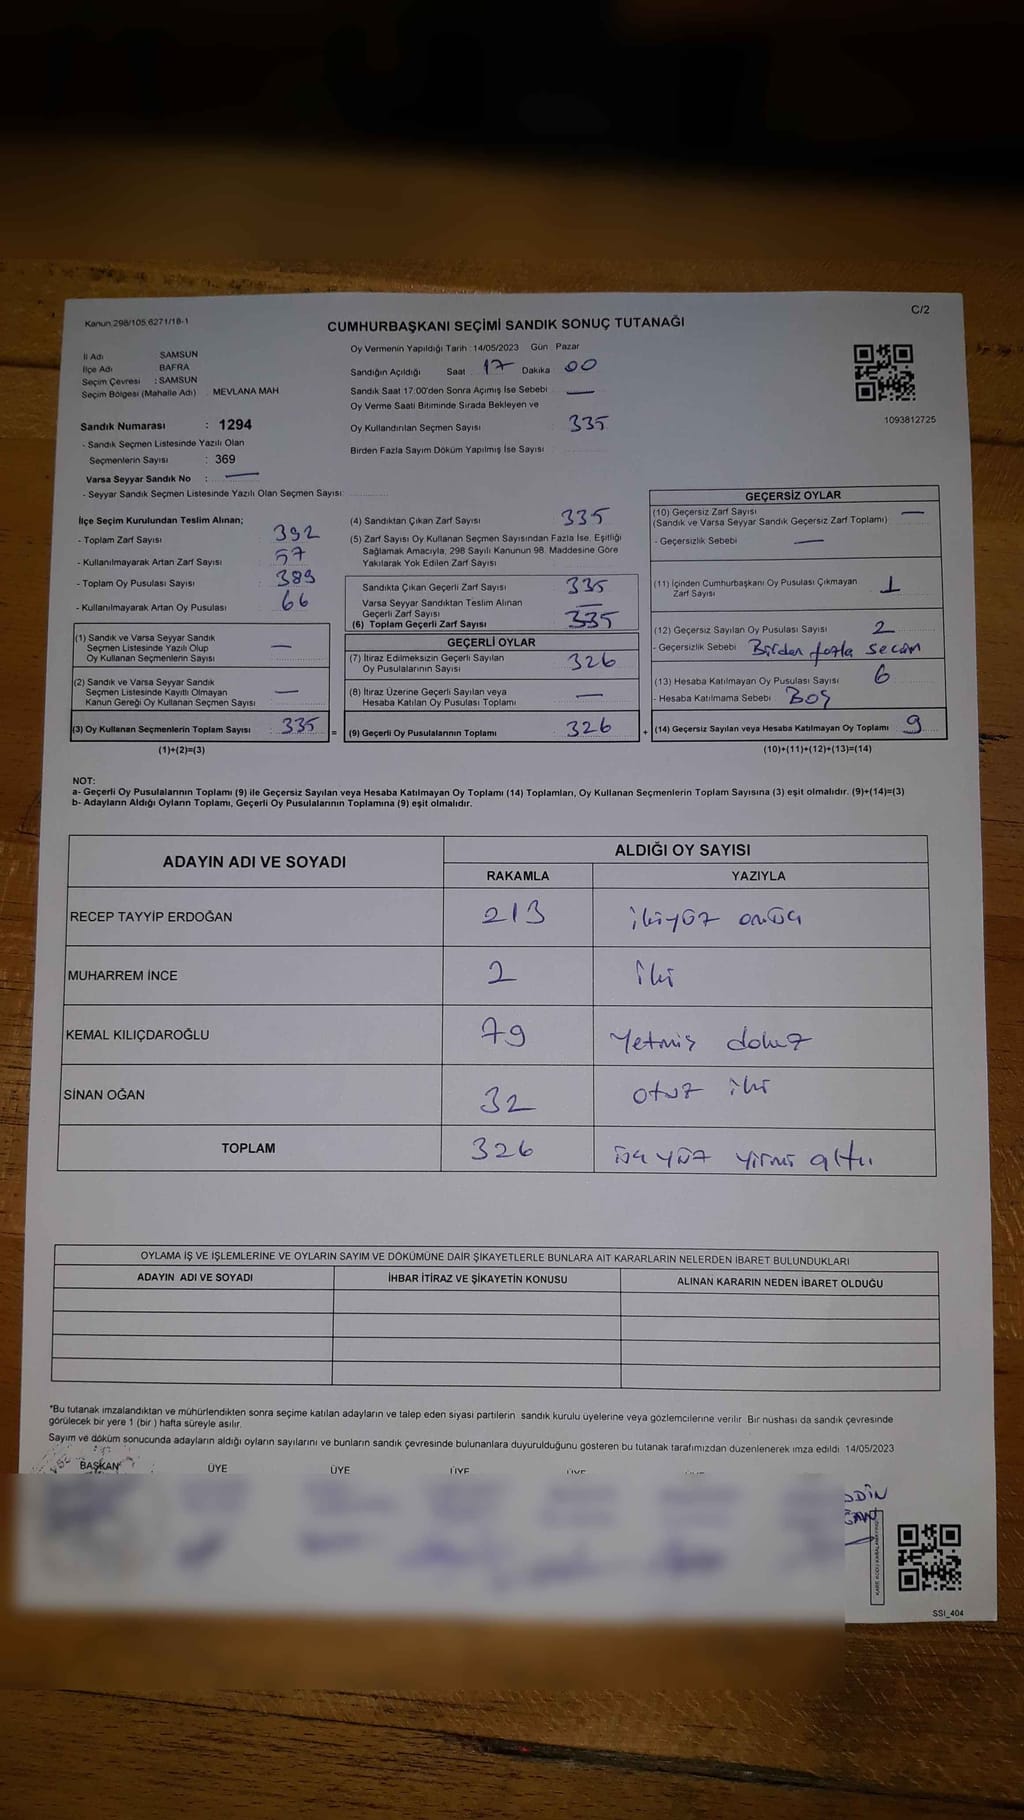 Kanun 298/105,6271/18-1
C/2
CUMHURBAŞKANI SEÇİMİ SANDIK SONUÇ TUTANAĞI
İl Adı SAMSUN
İlçe Adı BAFRA
Seçim Çevresi : SAMSUN
Seçim Bölgesi (Mahalle Adı) MEVLANA MAH
Sandık Numarası : 1294
- Sandık Seçmen Listesinde Yazılı Olan
Seçmenlerin Sayısı : 369
Varsa Seyyar Sandık No : —
- Seyyar Sandık Seçmen Listesinde Yazılı Olan Seçmen Sayısı:
Oy Vermenin Yapıldığı Tarih : 14/05/2023 Gün Pazar
Sandığın Açıldığı Saat 17 Dakika 00
Sandık Saat 17:00'den Sonra Açımış İse Sebebi —
Oy Verme Saati Bitiminde Sırada Bekleyen ve
Oy Kullandırılan Seçmen Sayısı 335
Birden Fazla Sayım Döküm Yapılmış İse Sayısı
1093812725
İlçe Seçim Kurulundan Teslim Alınan;
- Toplam Zarf Sayısı 392
- Kullanılmayarak Artan Zarf Sayısı 57
- Toplam Oy Pusulası Sayısı 389
- Kullanılmayarak Artan Oy Pusulası 66
(1) Sandık ve Varsa Seyyar Sandık
Seçmen Listesinde Yazılı Olup
Oy Kullanan Seçmenlerin Sayısı —
(2) Sandık ve Varsa Seyyar Sandık
Seçmen Listesinde Kayıtlı Olmayan
Kanun Gereği Oy Kullanan Seçmen Sayısı —
(3) Oy Kullanan Seçmenlerin Toplam Sayısı 335 =
(1)+(2)=(3)
(4) Sandıktan Çıkan Zarf Sayısı 335
(5) Zarf Sayısı Oy Kullanan Seçmen Sayısından Fazla İse, Eşitliği
Sağlamak Amacıyla, 298 Sayılı Kanunun 98. Maddesine Göre
Yakılarak Yok Edilen Zarf Sayısı
Sandıkta Çıkan Geçerli Zarf Sayısı 335
Varsa Seyyar Sandıktan Teslim Alınan
Geçerli Zarf Sayısı —
(6) Toplam Geçerli Zarf Sayısı 335
GEÇERLİ OYLAR
(7) İtiraz Edilmeksizin Geçerli Sayılan
Oy Pusulalarının Sayısı 326
(8) İtiraz Üzerine Geçerli Sayılan veya
Hesaba Katılan Oy Pusulası Toplamı —
(9) Geçerli Oy Pusulalarının Toplamı 326 +
GEÇERSİZ OYLAR
(10) Geçersiz Zarf Sayısı —
(Sandık ve Varsa Seyyar Sandık Geçersiz Zarf Toplamı)
- Geçersizlik Sebebi —
(11) İçinden Cumhurbaşkanı Oy Pusulası Çıkmayan
Zarf Sayısı 1
(12) Geçersiz Sayılan Oy Pusulası Sayısı 2
- Geçersizlik Sebebi Birden fazla seçim
(13) Hesaba Katılmayan Oy Pusulası Sayısı 6
- Hesaba Katılmama Sebebi Boş
(14) Geçersiz Sayılan veya Hesaba Katılmayan Oy Toplamı 9
(10)+(11)+(12)+(13)=(14)
NOT:
a- Geçerli Oy Pusulalarının Toplamı (9) ile Geçersiz Sayılan veya Hesaba Katılmayan Oy Toplamı (14) Toplamları, Oy Kullanan Seçmenlerin Toplam Sayısına (3) eşit olmalıdır. (9)+(14)=(3)
b- Adayların Aldığı Oyların Toplamı, Geçerli Oy Pusulalarının Toplamına (9) eşit olmalıdır.
ADAYIN ADI VE SOYADI ALDIĞI OY SAYISI
RAKAMLA YAZIYLA
RECEP TAYYİP ERDOĞAN 213 ikiyüz onüç
MUHARREM İNCE 2 iki
KEMAL KILIÇDAROĞLU 79 Yetmiş dokuz
SİNAN OĞAN 32 otuz iki
TOPLAM 326 üçyüz yirmi altı
OYLAMA İŞ VE İŞLEMLERİNE VE OYLARIN SAYIM VE DÖKÜMÜNE DAİR ŞİKAYETLERLE BUNLARA AİT KARARLARIN NELERDEN İBARET BULUNDUKLARI
ADAYIN ADI VE SOYADI İHBAR İTİRAZ VE ŞİKAYETİN KONUSU ALINAN KARARIN NEDEN İBARET OLDUĞU
*Bu tutanak imzalandıktan ve mühürlendikten sonra seçime katılan adayların ve talep eden siyasi partilerin sandık kurulu üyelerine veya gözlemcilerine verilir. Bir nüshası da sandık çevresinde
görülecek bir yere 1 (bir) hafta süreyle asılır.
Sayım ve döküm sonucunda adayların aldığı oyların sayılarını ve bunların sandık çevresinde bulunanlara duyurulduğunu gösteren bu tutanak tarafımızdan düzenlenerek imza edildi 14/05/2023
BAŞKAN ÜYE ÜYE ÜYE
SSİ_404